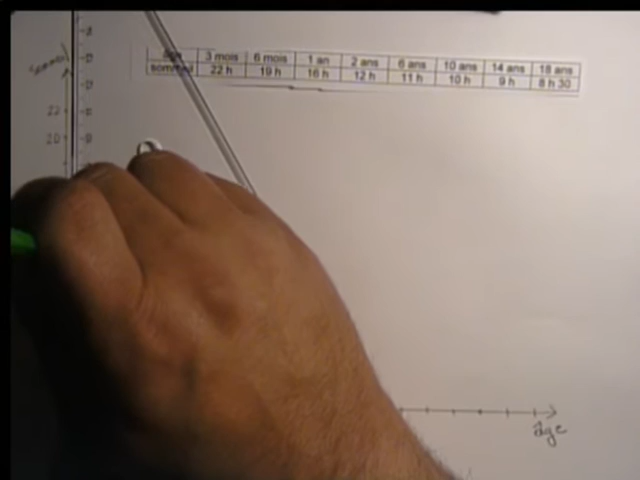 3 mois 6 mois 1 an 2 ans 6 ans 10 ans 14 ans 18 ans
sommeil 22 h 19 h 16 h 12 h 11 h 10 h 9 h 8 h 30
22
20
âge